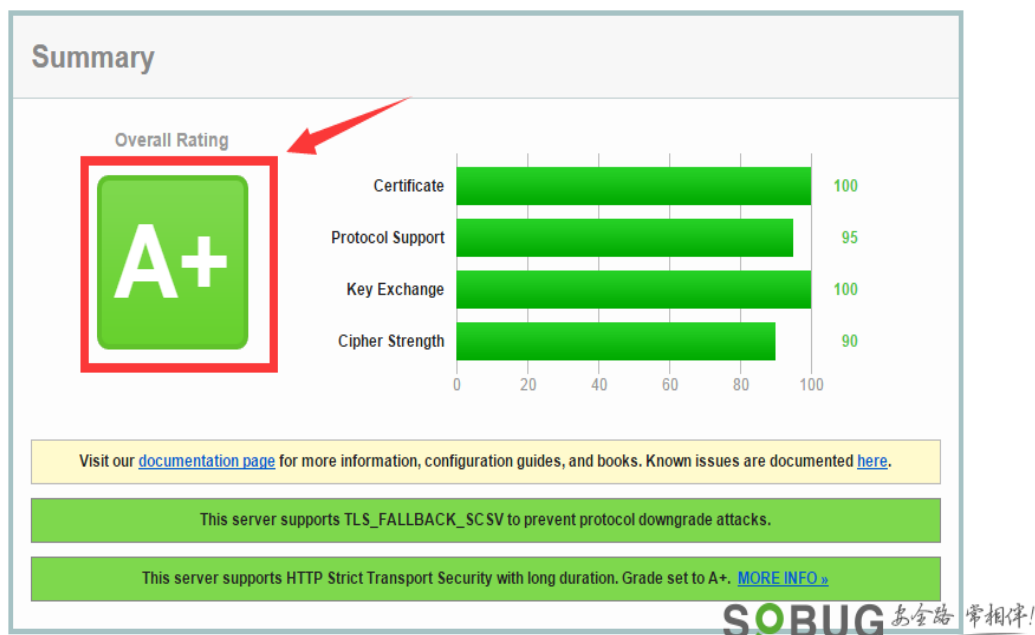 Summary
Overall Rating
A+
Certificate 100
Protocol Support 95
Key Exchange 100
Cipher Strength 90
0 20 40 60 80 100
Visit our documentation page for more information, configuration guides, and books. Known issues are documented here.
This server supports TLS_FALLBACK_SCSV to prevent protocol downgrade attacks.
This server supports HTTP Strict Transport Security with long duration. Grade set to A+. MORE INFO »
SOBUG 安全路 常相伴!